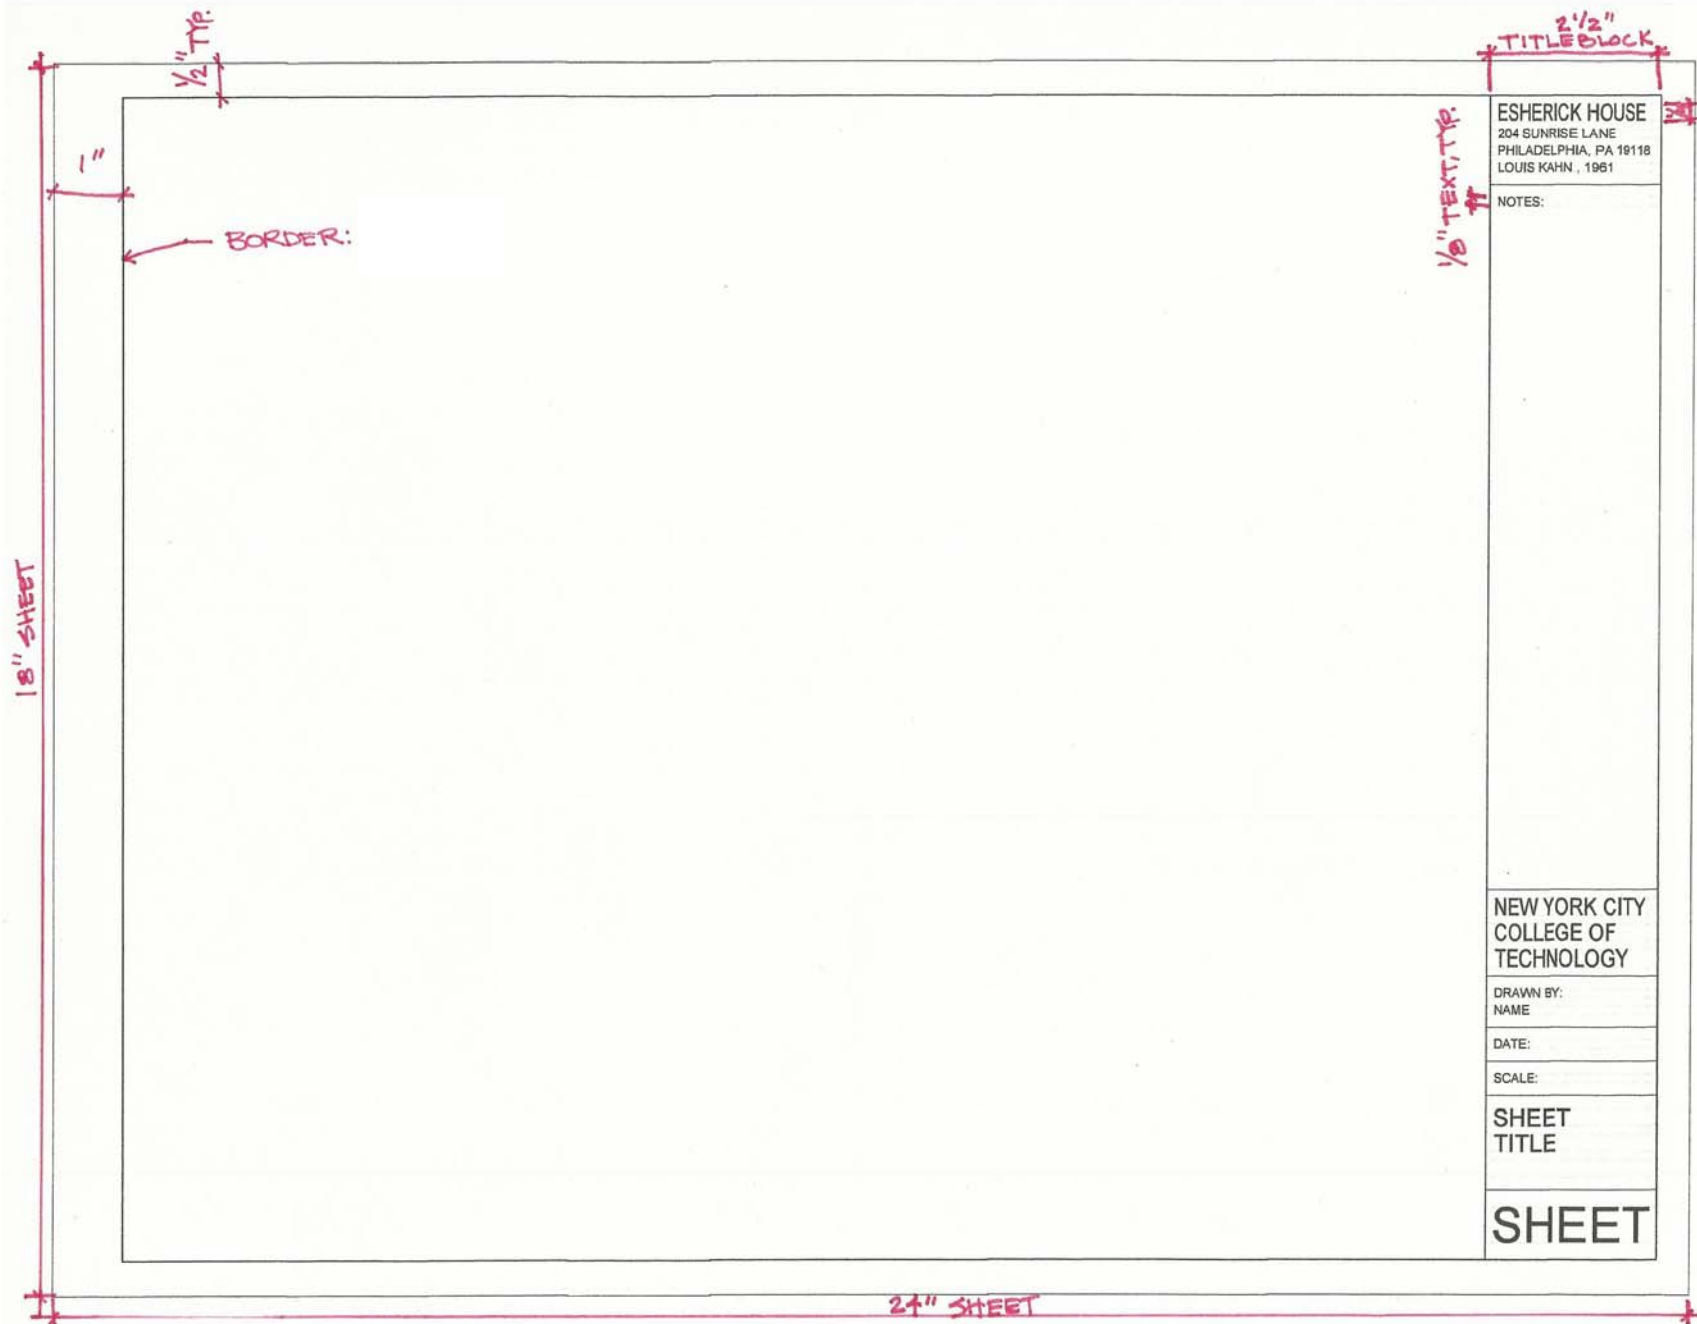 1/2" TYP.
2 1/2"
TITLEBLOCK
1"
BORDER:
1/8" TEXT, TYP.
18" SHEET
24" SHEET
ESHERICK HOUSE
204 SUNRISE LANE
PHILADELPHIA, PA 19118
LOUIS KAHN , 1961
NOTES:
NEW YORK CITY
COLLEGE OF
TECHNOLOGY
DRAWN BY:
NAME
DATE:
SCALE:
SHEET
TITLE
SHEET